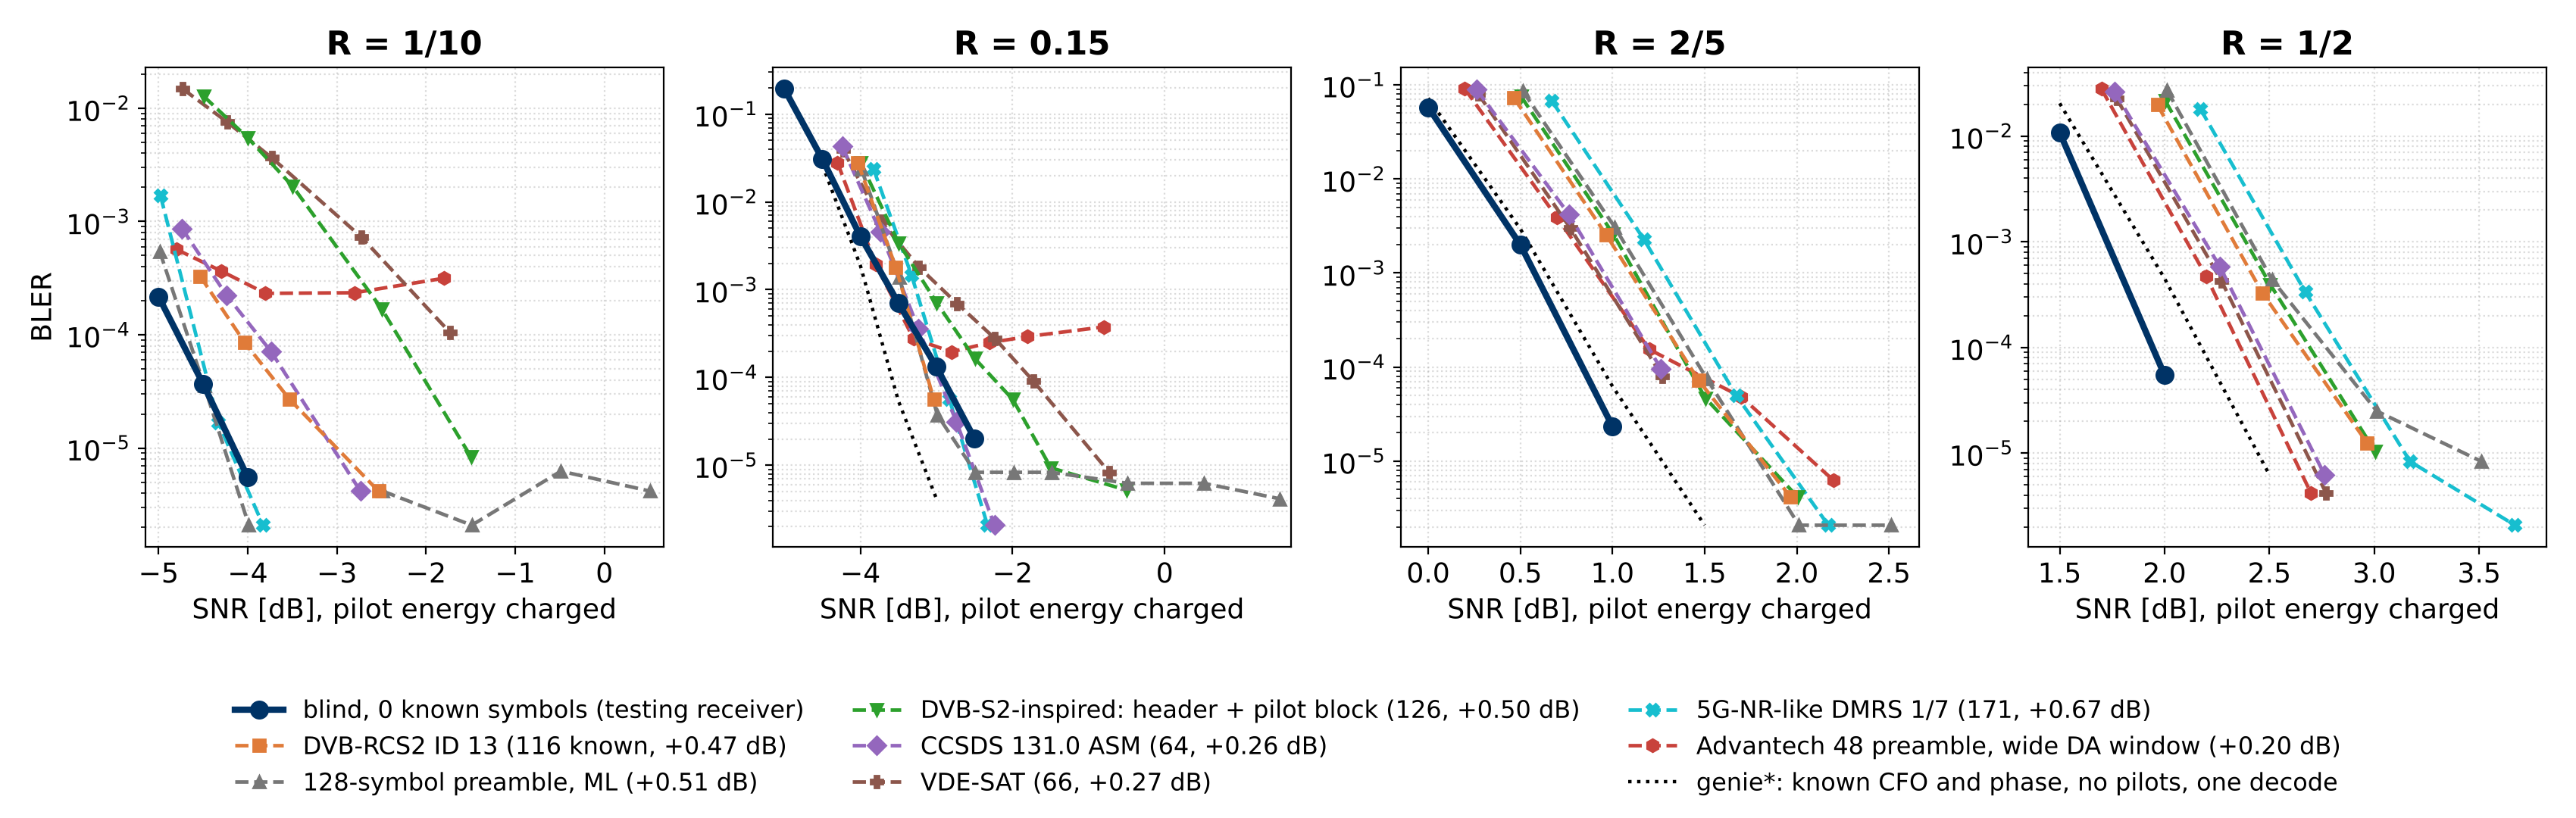 R = 1/10
R = 0.15
R = 2/5
R = 1/2
BLER
10⁻²
10⁻³
10⁻⁴
10⁻⁵
−5 −4 −3 −2 −1 0
SNR [dB], pilot energy charged
10⁻¹
10⁻²
10⁻³
10⁻⁴
10⁻⁵
−4 −2 0
SNR [dB], pilot energy charged
10⁻¹
10⁻²
10⁻³
10⁻⁴
10⁻⁵
0.0 0.5 1.0 1.5 2.0 2.5
SNR [dB], pilot energy charged
10⁻²
10⁻³
10⁻⁴
10⁻⁵
1.5 2.0 2.5 3.0 3.5
SNR [dB], pilot energy charged
blind, 0 known symbols (testing receiver)
DVB-RCS2 ID 13 (116 known, +0.47 dB)
128-symbol preamble, ML (+0.51 dB)
DVB-S2-inspired: header + pilot block (126, +0.50 dB)
CCSDS 131.0 ASM (64, +0.26 dB)
VDE-SAT (66, +0.27 dB)
5G-NR-like DMRS 1/7 (171, +0.67 dB)
Advantech 48 preamble, wide DA window (+0.20 dB)
genie*: known CFO and phase, no pilots, one decode